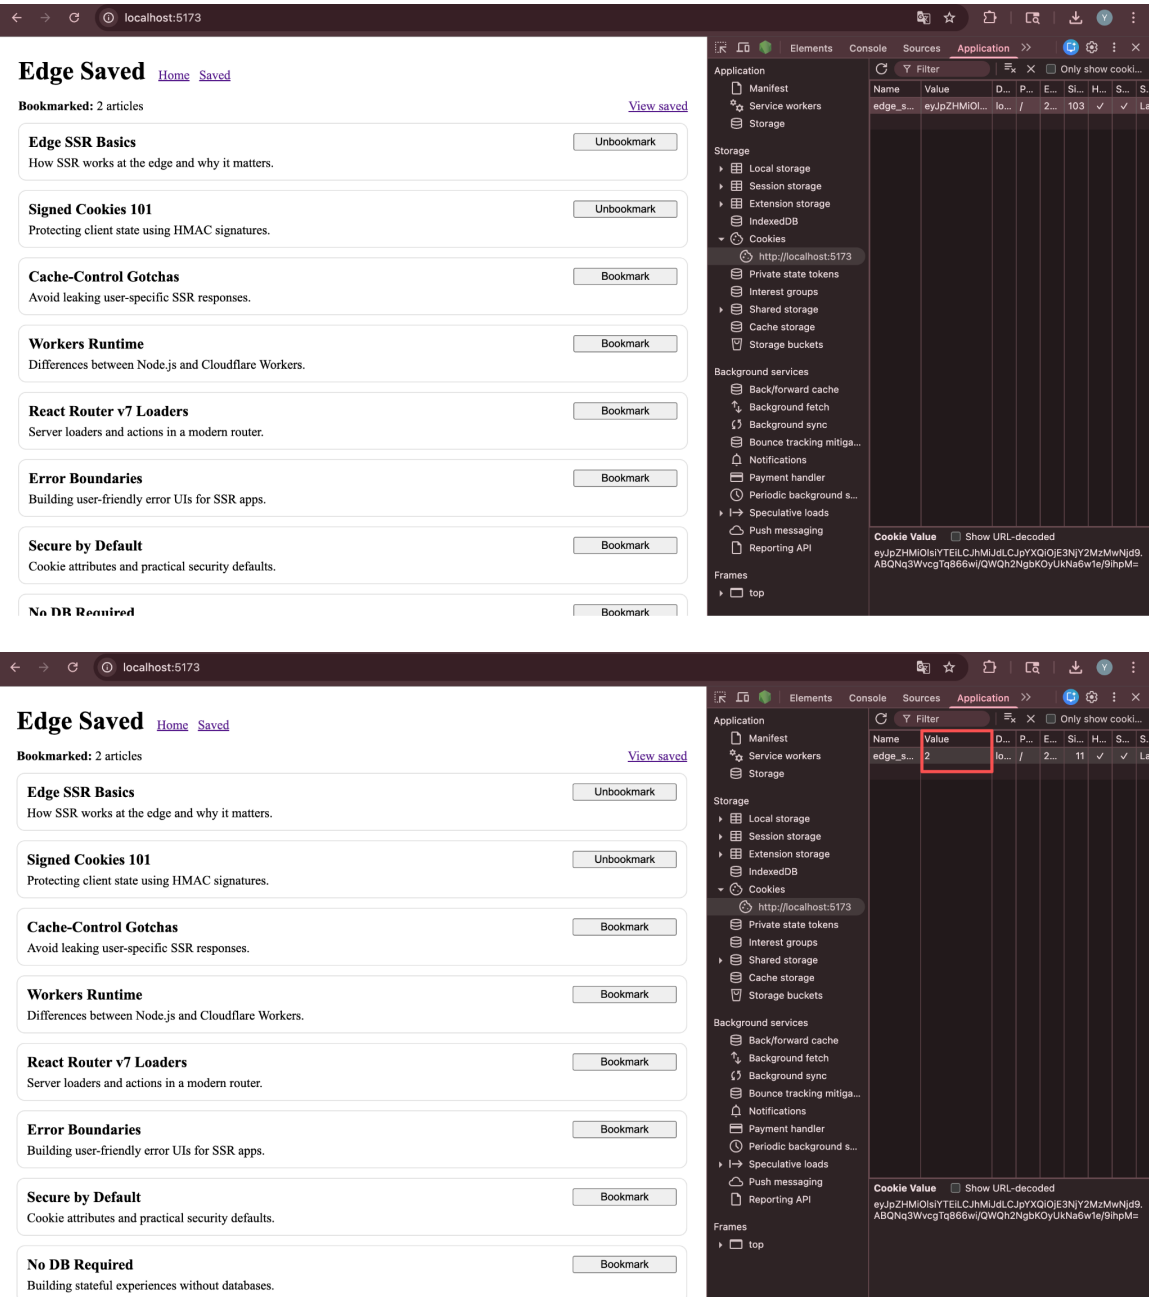 localhost:5173
Y
Edge Saved Home Saved
Bookmarked: 2 articles View saved
Edge SSR Basics Unbookmark
How SSR works at the edge and why it matters.
Signed Cookies 101 Unbookmark
Protecting client state using HMAC signatures.
Cache-Control Gotchas Bookmark
Avoid leaking user-specific SSR responses.
Workers Runtime Bookmark
Differences between Node.js and Cloudflare Workers.
React Router v7 Loaders Bookmark
Server loaders and actions in a modern router.
Error Boundaries Bookmark
Building user-friendly error UIs for SSR apps.
Secure by Default Bookmark
Cookie attributes and practical security defaults.
No DB Required Bookmark
Elements Console Sources Application
Application
Manifest
Service workers
Storage
Storage
Local storage
Session storage
Extension storage
IndexedDB
Cookies
http://localhost:5173
Private state tokens
Interest groups
Shared storage
Cache storage
Storage buckets
Background services
Back/forward cache
Background fetch
Background sync
Bounce tracking mitiga...
Notifications
Payment handler
Periodic background s...
Speculative loads
Push messaging
Reporting API
Frames
top
Filter Only show cooki...
Name Value D... P... E... Si... H... S... S.
edge_s... eyJpZHMiOl... lo... / 2... 103 ✓ ✓ La
Cookie Value Show URL-decoded
eyJpZHMiOlsiYTEiLCJhMiJdLCJpYXQiOjE3NjY2MzMwNjd9.
ABQNq3WvcgTq866wi/QWQh2NgbKOyUkNa6w1e/9ihpM=
localhost:5173
Y
Edge Saved Home Saved
Bookmarked: 2 articles View saved
Edge SSR Basics Unbookmark
How SSR works at the edge and why it matters.
Signed Cookies 101 Unbookmark
Protecting client state using HMAC signatures.
Cache-Control Gotchas Bookmark
Avoid leaking user-specific SSR responses.
Workers Runtime Bookmark
Differences between Node.js and Cloudflare Workers.
React Router v7 Loaders Bookmark
Server loaders and actions in a modern router.
Error Boundaries Bookmark
Building user-friendly error UIs for SSR apps.
Secure by Default Bookmark
Cookie attributes and practical security defaults.
No DB Required Bookmark
Building stateful experiences without databases.
Elements Console Sources Application
Application
Manifest
Service workers
Storage
Storage
Local storage
Session storage
Extension storage
IndexedDB
Cookies
http://localhost:5173
Private state tokens
Interest groups
Shared storage
Cache storage
Storage buckets
Background services
Back/forward cache
Background fetch
Background sync
Bounce tracking mitiga...
Notifications
Payment handler
Periodic background s...
Speculative loads
Push messaging
Reporting API
Frames
top
Filter Only show cooki...
Name Value D... P... E... Si... H... S... S.
edge_s... 2 lo... / 2... 11 ✓ ✓ La
Cookie Value Show URL-decoded
eyJpZHMiOlsiYTEiLCJhMiJdLCJpYXQiOjE3NjY2MzMwNjd9.
ABQNq3WvcgTq866wi/QWQh2NgbKOyUkNa6w1e/9ihpM=